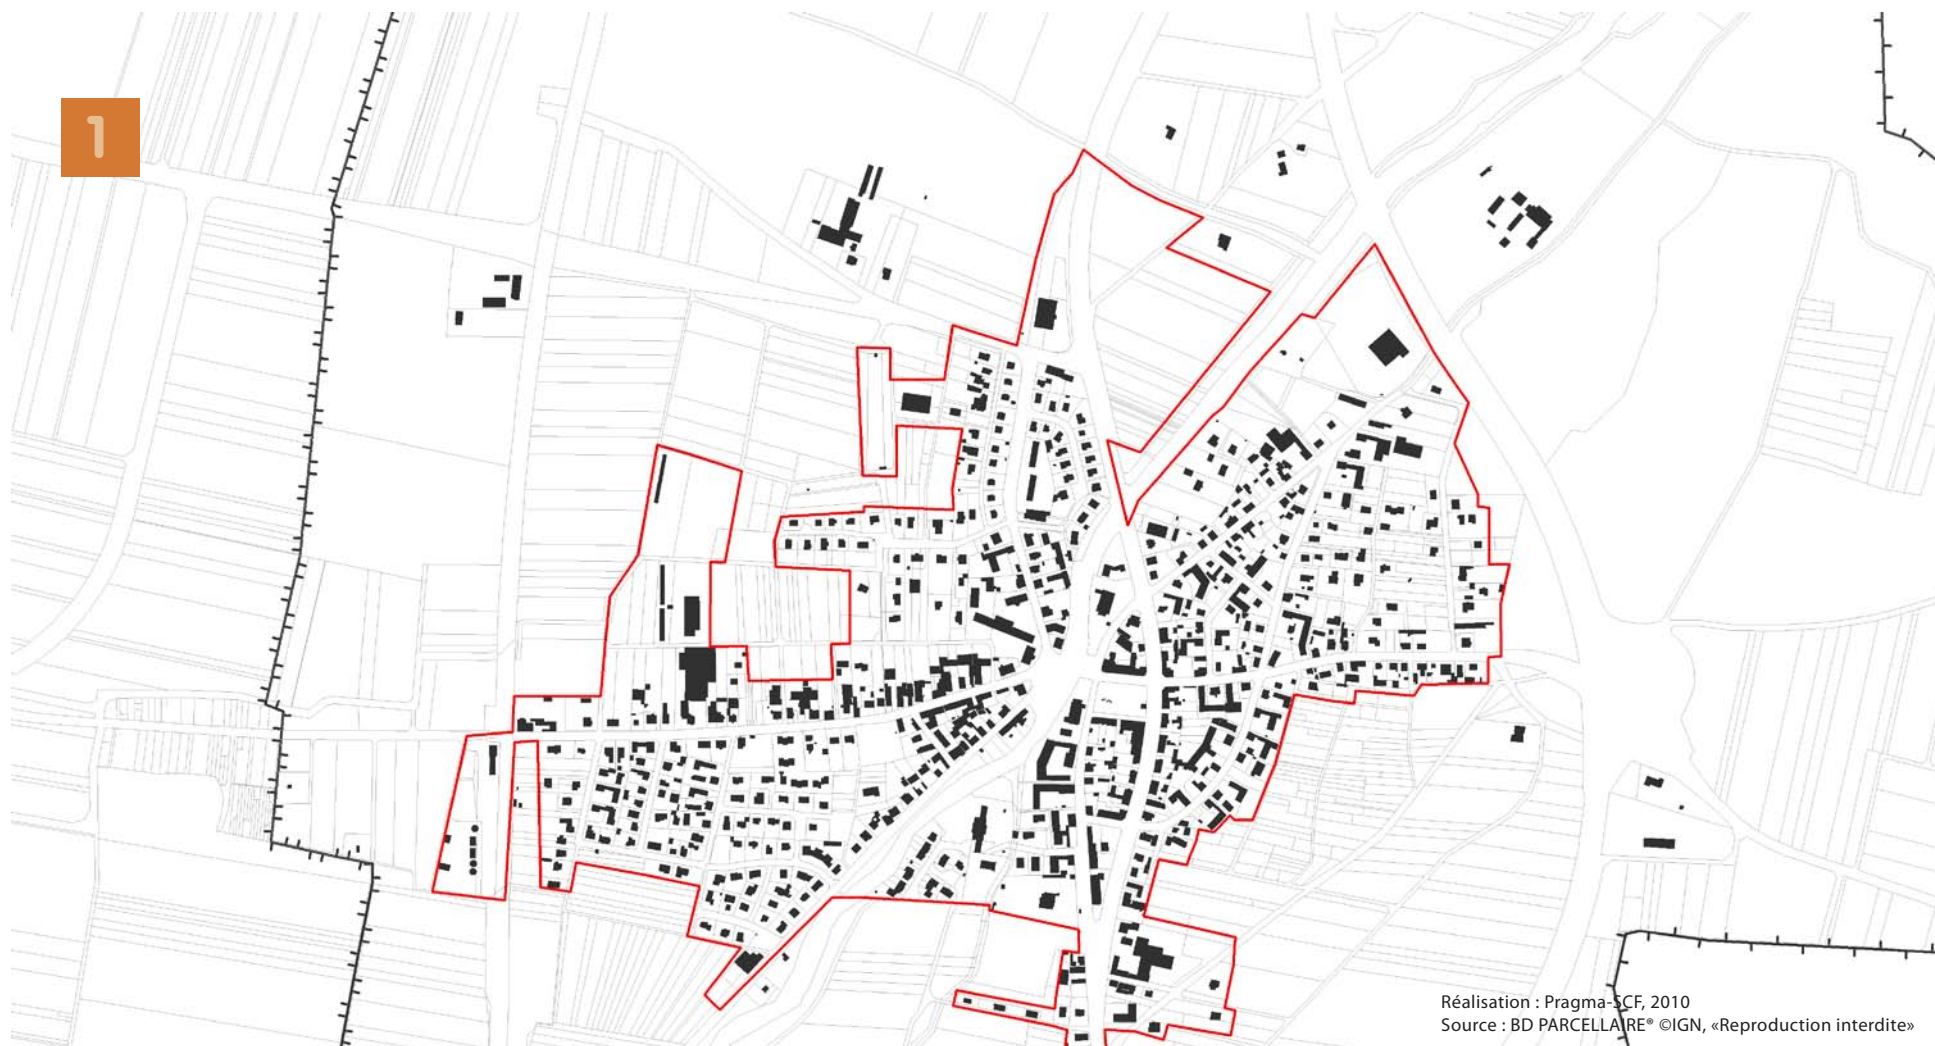 1
Réalisation : Pragma-SCF, 2010
Source : BD PARCELLAIRE® ©IGN, «Reproduction interdite»